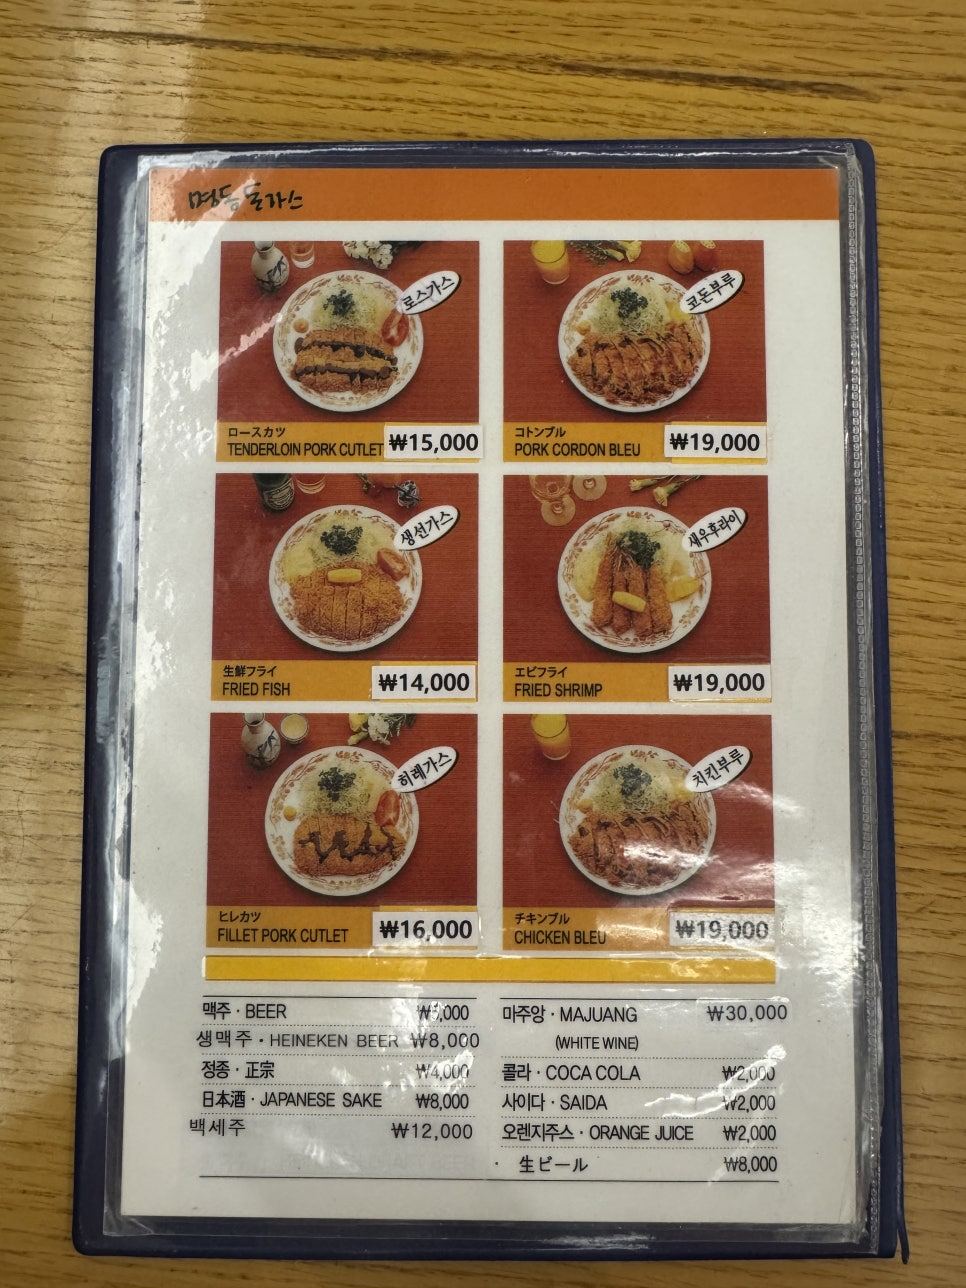 명동돈가스
로스가스
코돈부루
ロースカツ
TENDERLOIN PORK CUTLET ₩15,000
コトンブル
PORK CORDON BLEU ₩19,000
생선가스
새우후라이
生鮮フライ
FRIED FISH ₩14,000
エビフライ
FRIED SHRIMP ₩19,000
히레가스
치킨부루
ヒレカツ
FILLET PORK CUTLET ₩16,000
チキンブル
CHICKEN BLEU ₩19,000
맥주 · BEER
생맥주 · HEINEKEN BEER ₩8,000
정종 · 正宗 ₩4,000
日本酒 · JAPANESE SAKE ₩8,000
백세주 ₩12,000
마주앙 · MAJUANG ₩30,000
(WHITE WINE)
콜라 · COCA COLA ₩2,000
사이다 · SAIDA ₩2,000
오렌지주스 · ORANGE JUICE ₩2,000
· 生ビール ₩8,000